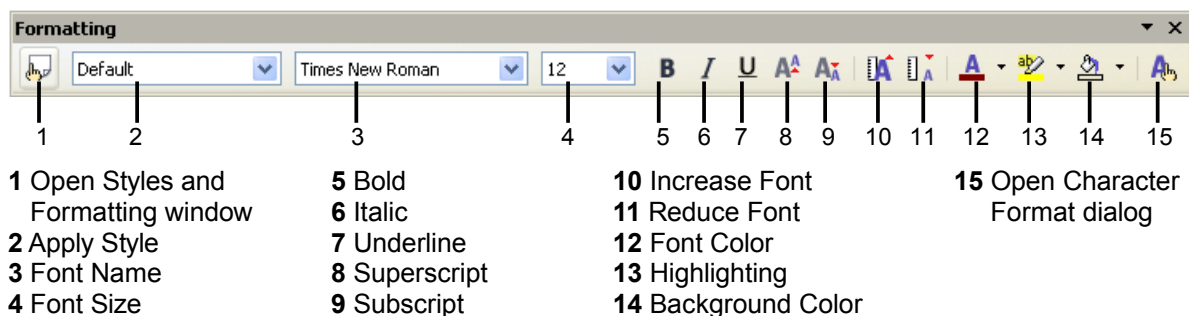 Formatting
Default Times New Roman 12 B I U A A A A A ab A
1 2 3 4 5 6 7 8 9 10 11 12 13 14 15
1 Open Styles and
Formatting window
2 Apply Style
3 Font Name
4 Font Size
5 Bold
6 Italic
7 Underline
8 Superscript
9 Subscript
10 Increase Font
11 Reduce Font
12 Font Color
13 Highlighting
14 Background Color
15 Open Character
Format dialog